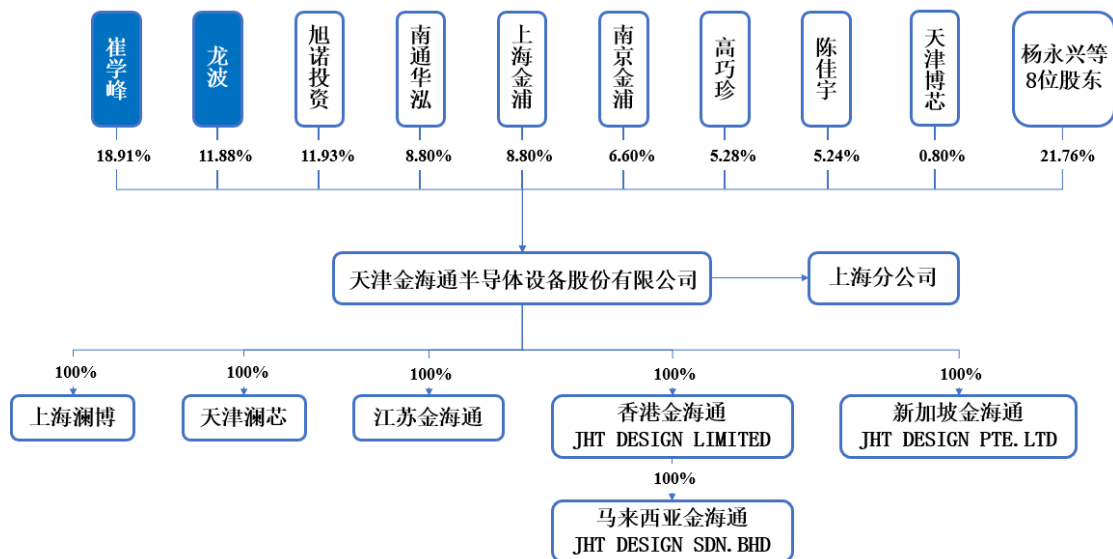 崔学峰
龙波
旭诺投资
南通华泓
上海金浦
南京金浦
高巧珍
陈佳宇
天津博芯
杨永兴等
8位股东
18.91%
11.88%
11.93%
8.80%
8.80%
6.60%
5.28%
5.24%
0.80%
21.76%
天津金海通半导体设备股份有限公司
上海分公司
100%
100%
100%
100%
100%
上海澜博
天津澜芯
江苏金海通
香港金海通
JHT DESIGN LIMITED
新加坡金海通
JHT DESIGN PTE.LTD
100%
马来西亚金海通
JHT DESIGN SDN.BHD